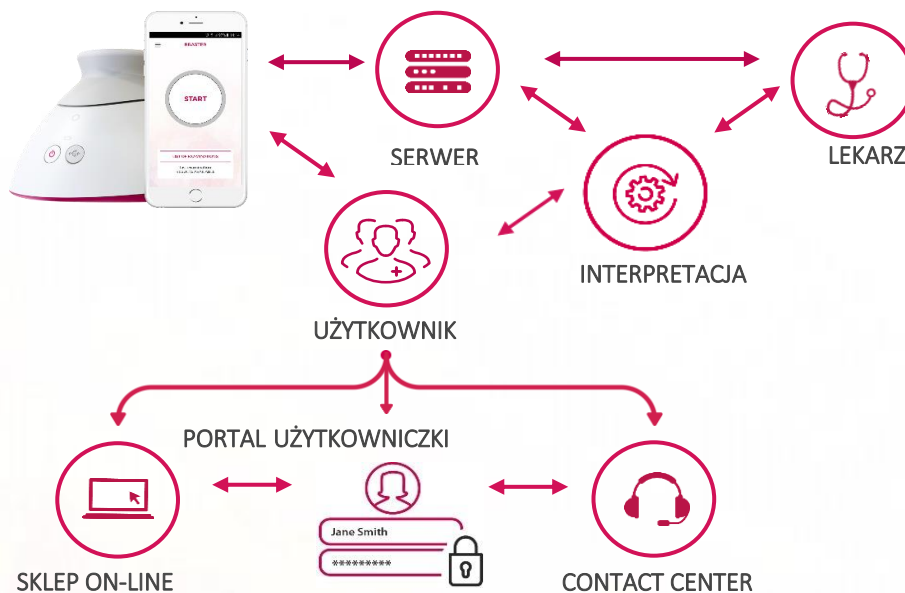 START
SERWER
LEKARZ
INTERPRETACJA
UŻYTKOWNIK
PORTAL UŻYTKOWNICZKI
Jane Smith
*********
SKLEP ON-LINE
CONTACT CENTER